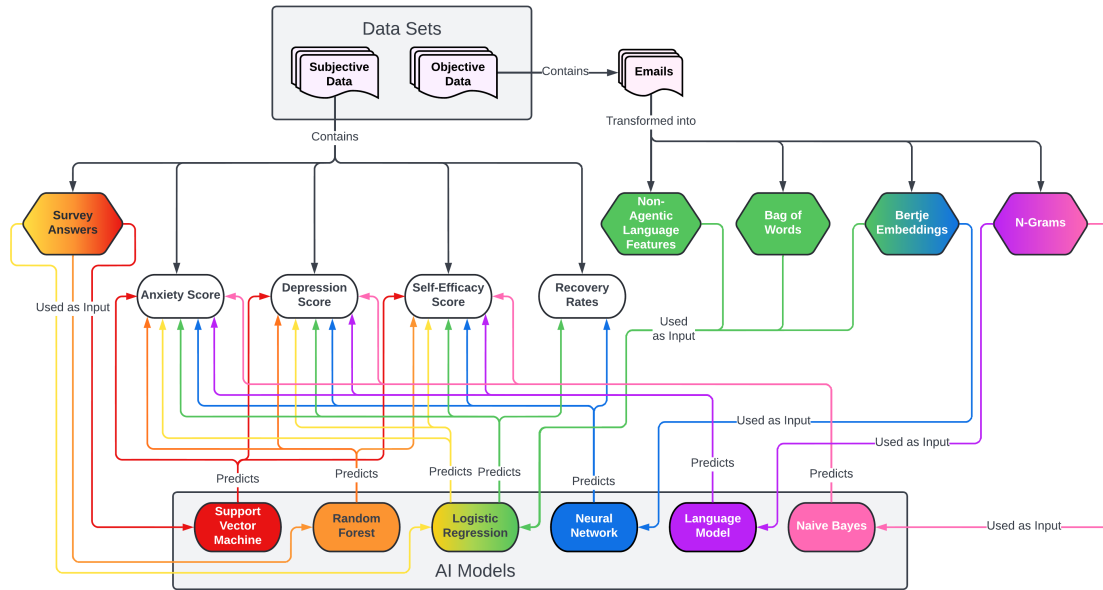 Data Sets
Subjective
Data
Objective
Data
Contains
Emails
Contains
Transformed into
Survey
Answers
Non-
Agentic
Language
Features
Bag of
Words
Bertje
Embeddings
N-Grams
Anxiety Score
Depression
Score
Self-Efficacy
Score
Recovery
Rates
Used as Input
Used
as Input
Used as Input
Used as Input
Predicts
Predicts
Predicts
Predicts
Predicts
Predicts
Predicts
Support
Vector
Machine
Random
Forest
Logistic
Regression
Neural
Network
Language
Model
Naive Bayes
Used as Input
AI Models